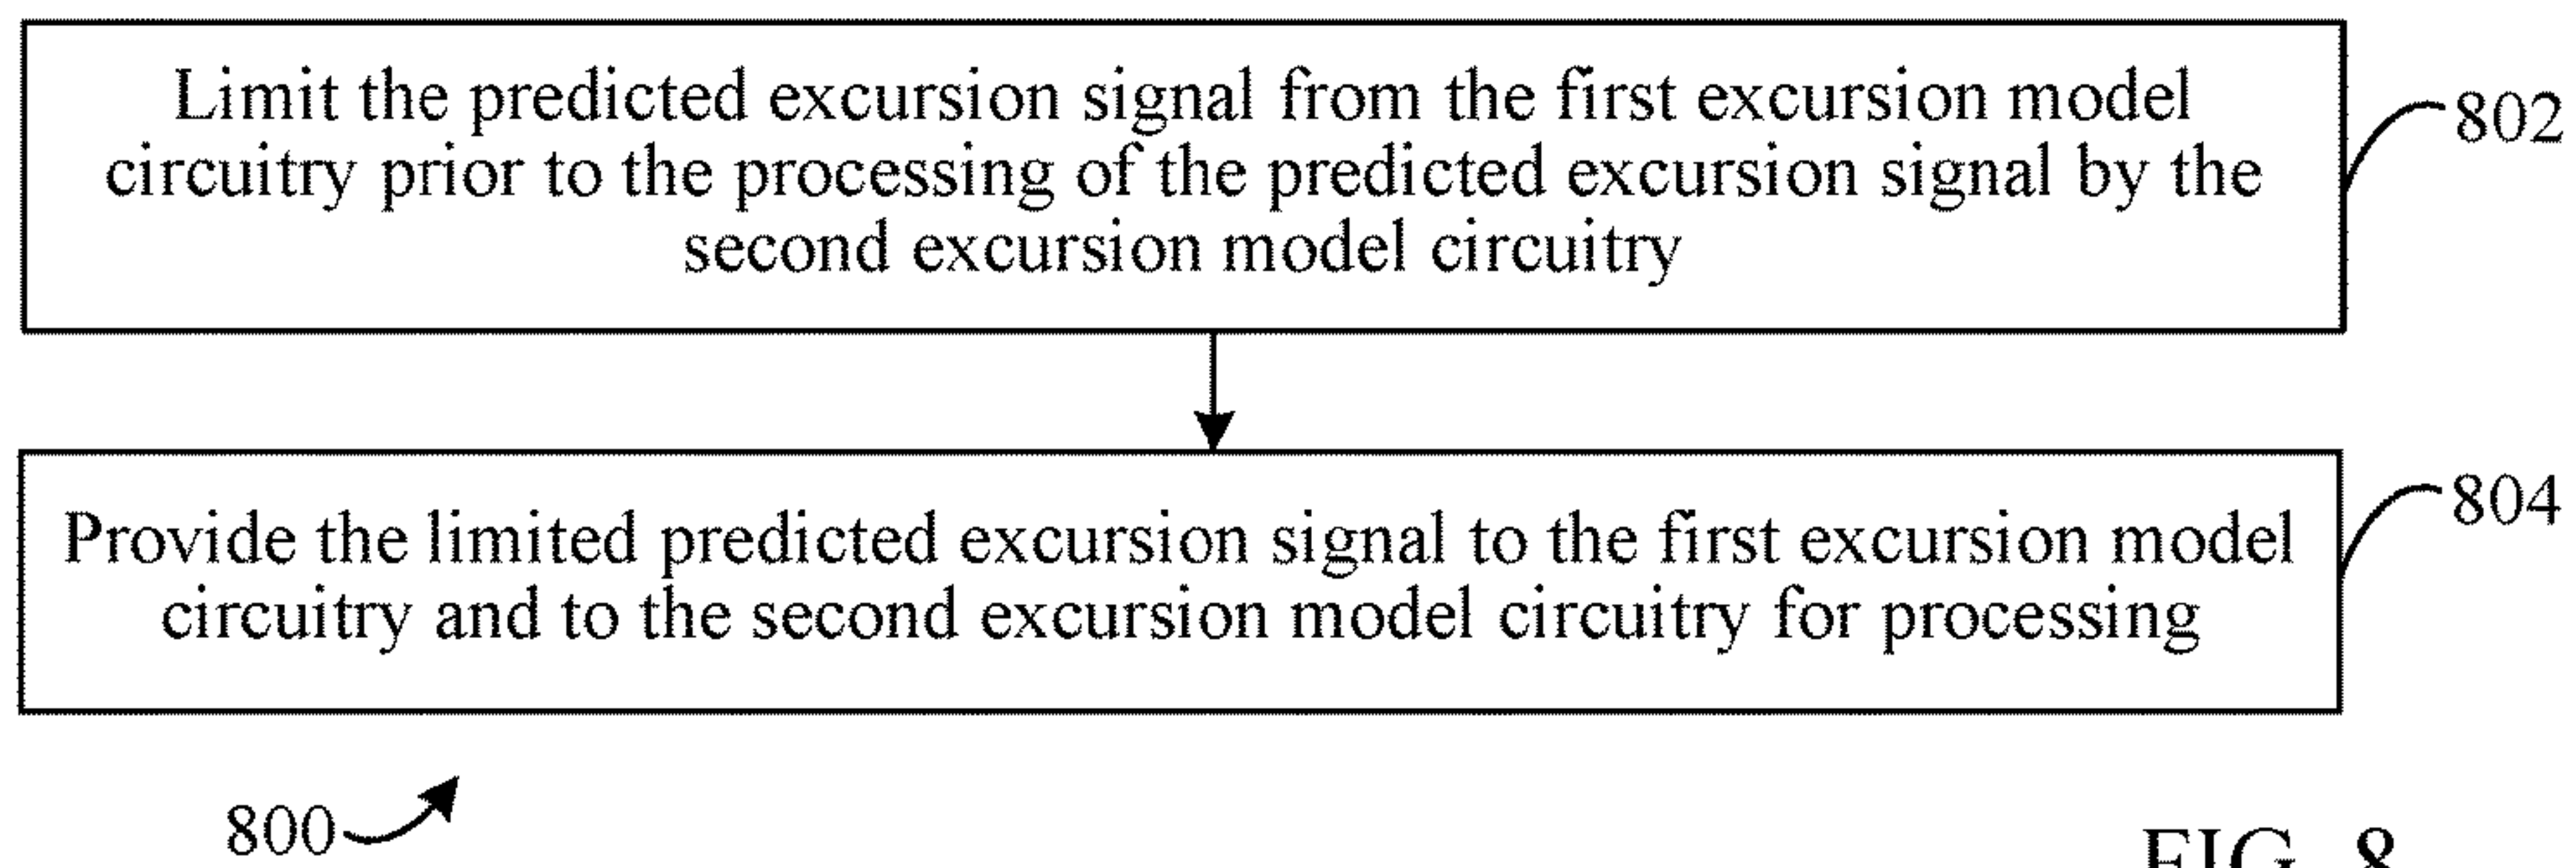 Limit the predicted excursion signal from the first excursion model
circuitry prior to the processing of the predicted excursion signal by the
second excursion model circuitry
802
Provide the limited predicted excursion signal to the first excursion model
circuitry and to the second excursion model circuitry for processing
804
800
FIG. 8